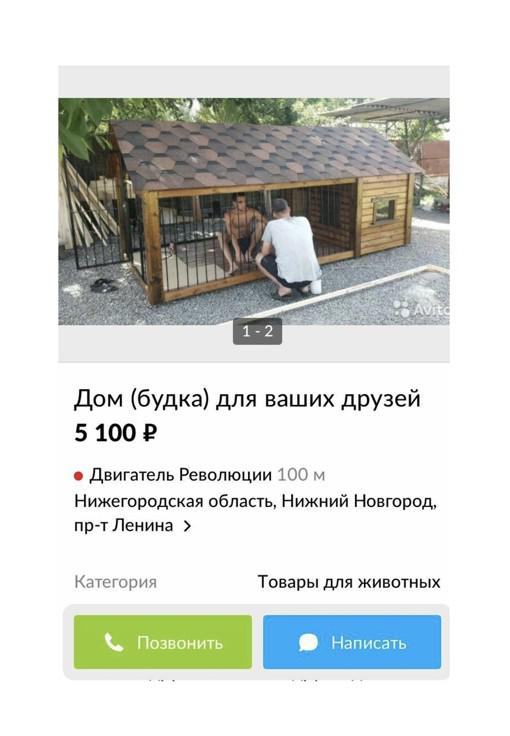 Avito
1 - 2
Дом (будка) для ваших друзей
5 100 ₽
Двигатель Революции 100 м
Нижегородская область, Нижний Новгород,
пр-т Ленина >
Категория Товары для животных
Позвонить Написать